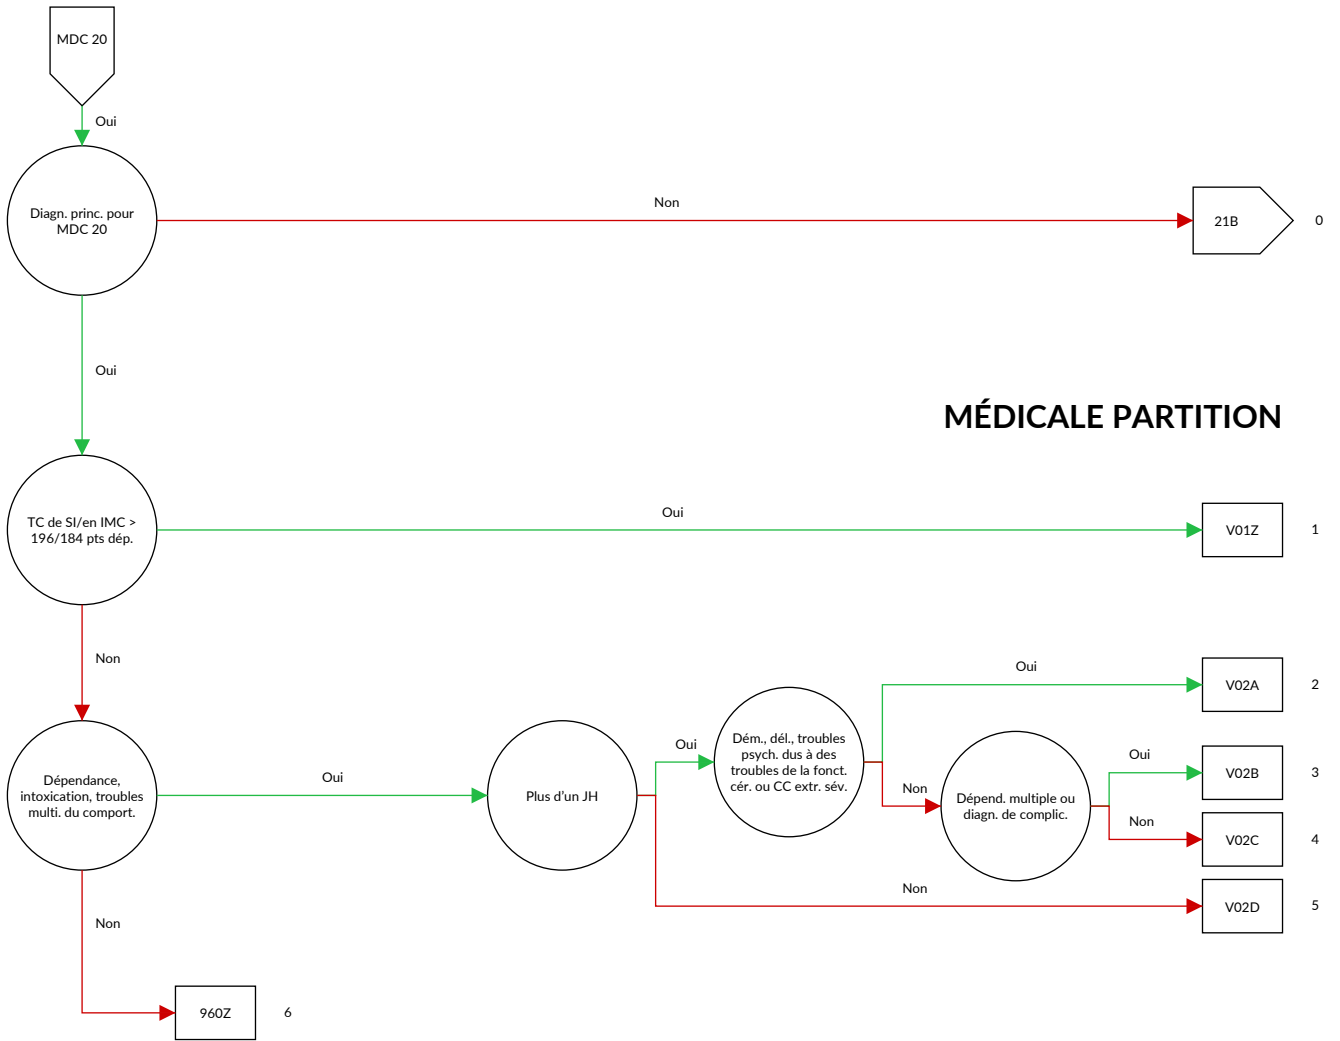 MDC 20
Oui
Diagn. princ. pour
MDC 20
Non
21B
0
Oui
MÉDICALE PARTITION
TC de SI/en IMC >
196/184 pts dép.
Oui
V01Z
1
Non
Dépendance,
intoxication, troubles
multi. du comport.
Oui
Plus d'un JH
Oui
Dém., dél., troubles
psych. dus à des
troubles de la fonct.
cér. ou CC extr. sév.
Oui
V02A
2
Non
Dépend. multiple ou
diagn. de complic.
Oui
V02B
3
Non
V02C
4
Non
V02D
5
Non
960Z
6